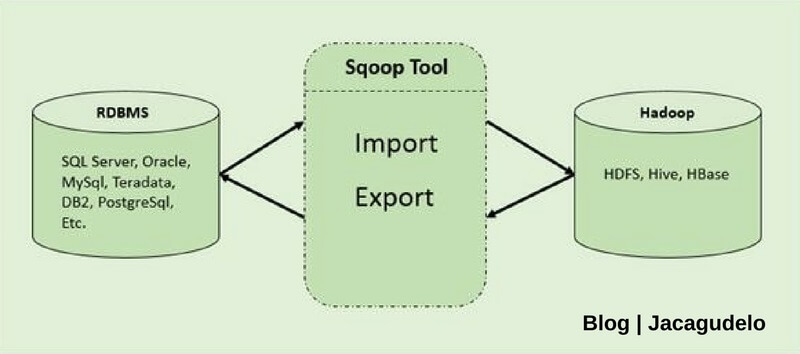 Sqoop Tool
RDBMS
SQL Server, Oracle,
MySql, Teradata,
DB2, PostgreSql,
Etc.
Import
Export
Hadoop
HDFS, Hive, HBase
Blog | Jacagudelo